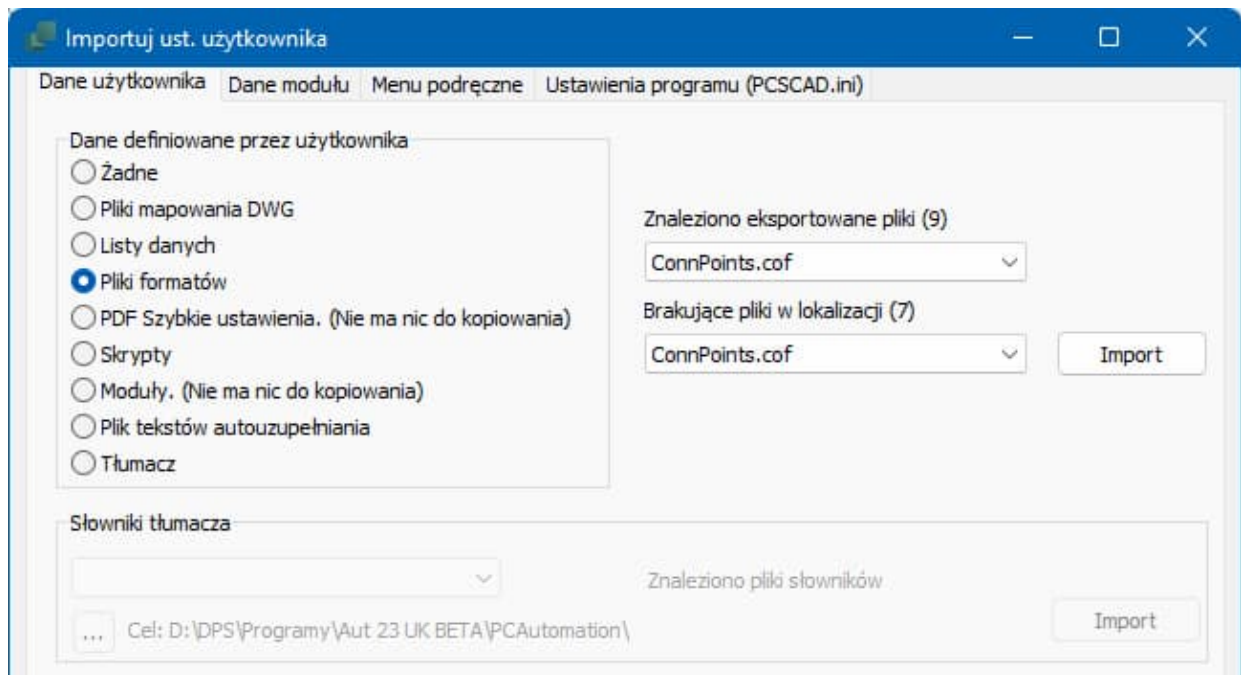 Importuj ust. użytkownika
Dane użytkownika Dane modułu Menu podręczne Ustawienia programu (PCSCAD.ini)
Dane definiowane przez użytkownika
Żadne
Pliki mapowania DWG
Listy danych
Pliki formatów
PDF Szybkie ustawienia. (Nie ma nic do kopiowania)
Skrypty
Moduły. (Nie ma nic do kopiowania)
Plik tekstów autouzupełniania
Tłumacz
Znaleziono eksportowane pliki (9)
ConnPoints.cof
Brakujące pliki w lokalizacji (7)
ConnPoints.cof
Import
Słowniki tłumacza
Znaleziono pliki słowników
... Cel: D:\DPS\Programy\Aut 23 UK BETA\PCAutomation\
Import